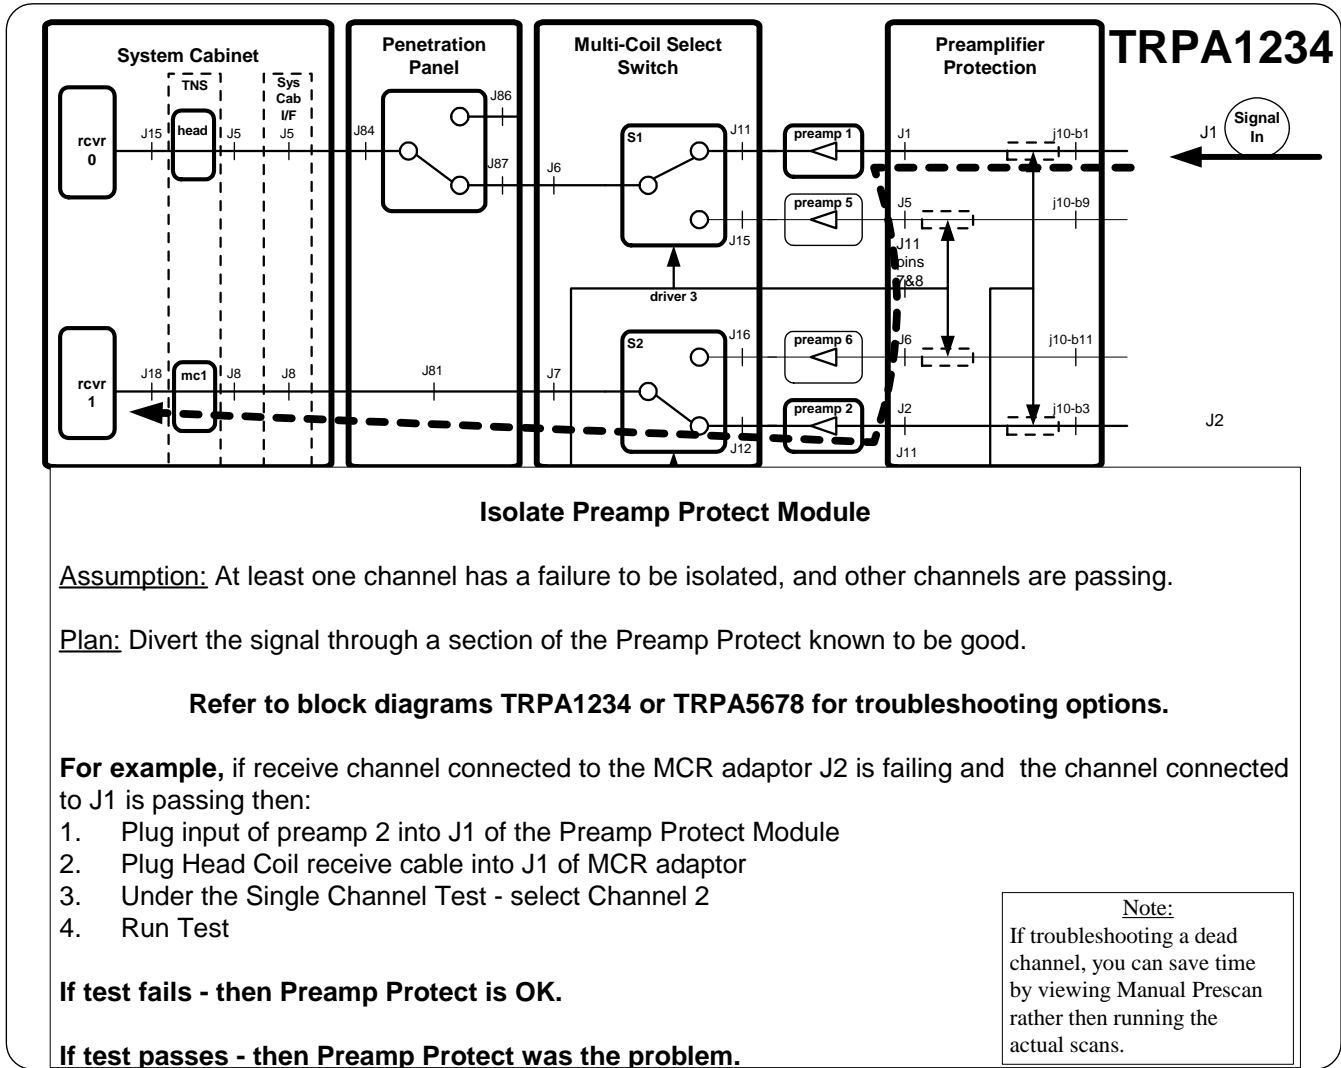 TRPA1234
System Cabinet
Penetration
Panel
Multi-Coil Select
Switch
Preamplifier
Protection
TNS
Sys
Cab
I/F
Signal
In
J1
rcvr
0
J15
head
J5
J5
J84
J86
J87
J6
S1
J11
J15
preamp 1
J1
j10-b1
preamp 5
J5
j10-b9
J11
pins
7&8
driver 3
rcvr
1
J18
mc1
J8
J8
J81
J7
S2
J16
J12
preamp 6
J6
j10-b11
preamp 2
J2
j10-b3
J11
J2
Isolate Preamp Protect Module
Assumption: At least one channel has a failure to be isolated, and other channels are passing.
Plan: Divert the signal through a section of the Preamp Protect known to be good.
Refer to block diagrams TRPA1234 or TRPA5678 for troubleshooting options.
For example, if receive channel connected to the MCR adaptor J2 is failing and the channel connected
to J1 is passing then:
1. Plug input of preamp 2 into J1 of the Preamp Protect Module
2. Plug Head Coil receive cable into J1 of MCR adaptor
3. Under the Single Channel Test - select Channel 2
4. Run Test
If test fails - then Preamp Protect is OK.
If test passes - then Preamp Protect was the problem.
Note:
If troubleshooting a dead
channel, you can save time
by viewing Manual Prescan
rather then running the
actual scans.